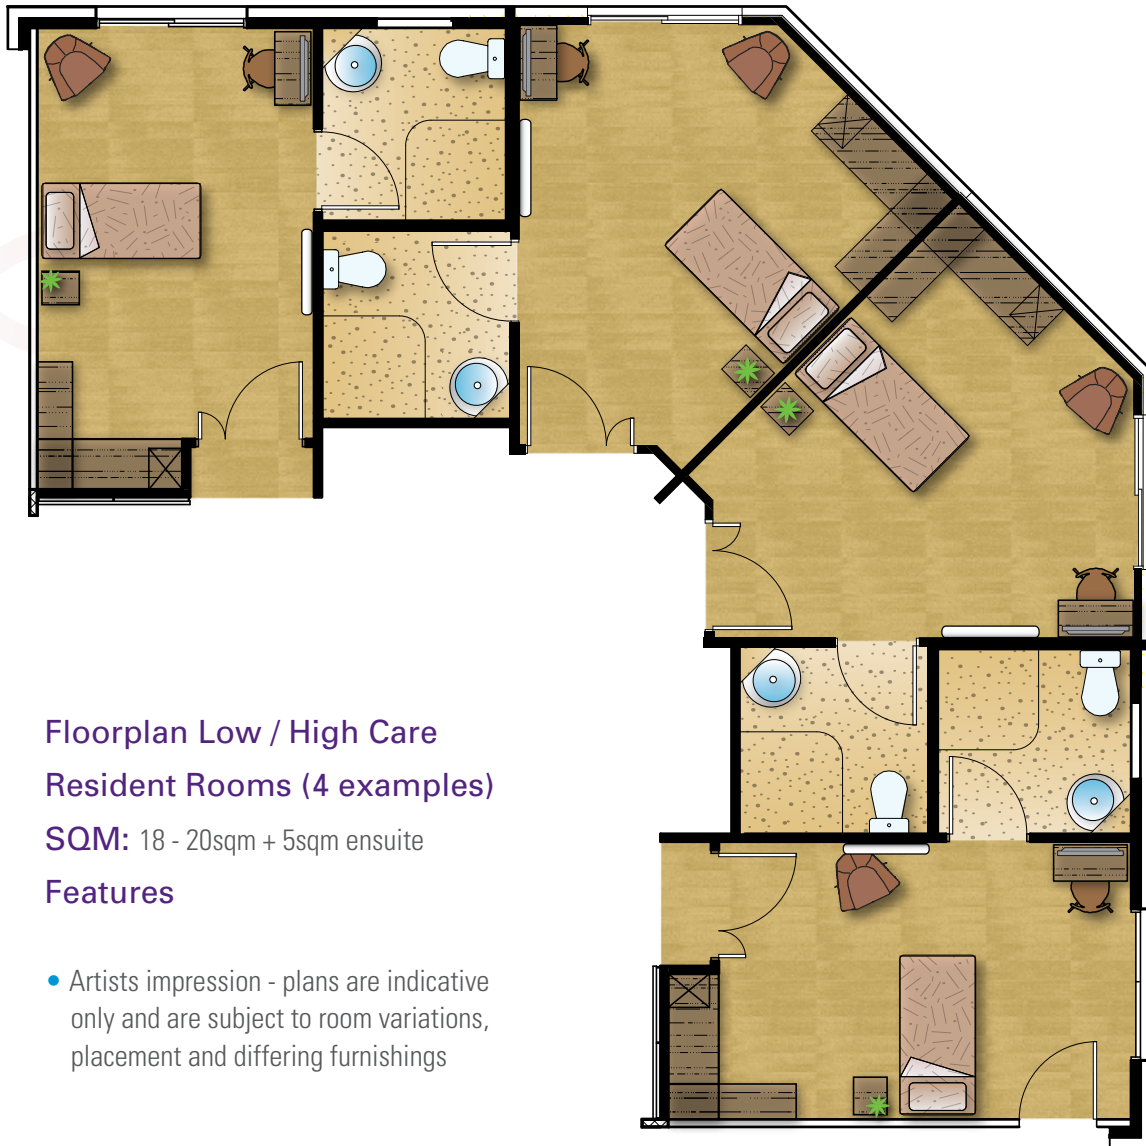 Floorplan Low / High Care
Resident Rooms (4 examples)
SQM: 18 - 20sqm + 5sqm ensuite
Features
• Artists impression - plans are indicative
only and are subject to room variations,
placement and differing furnishings